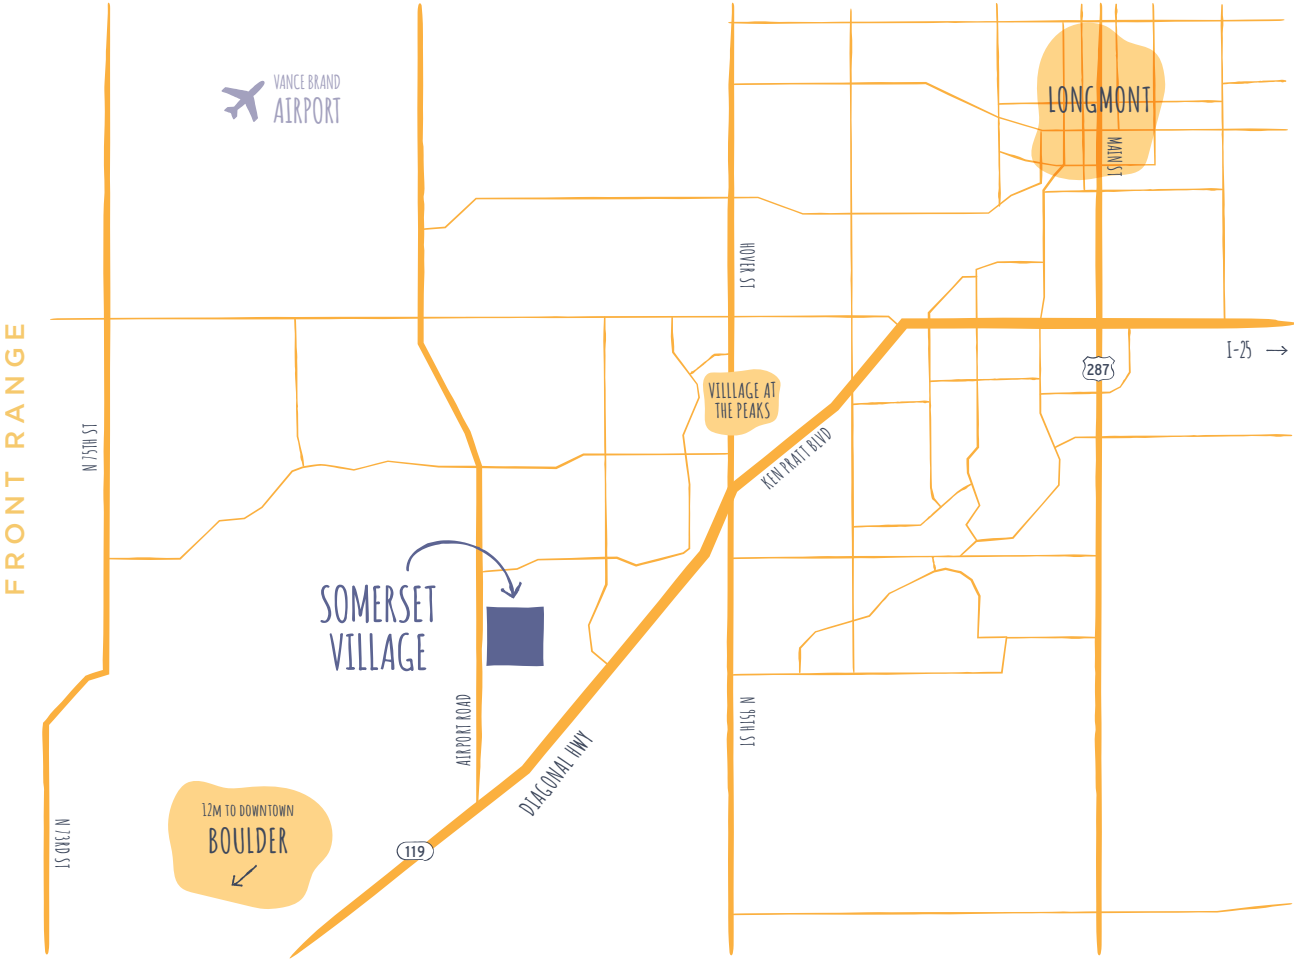 VANCE BRAND
AIRPORT
LONGMONT
MAIN ST
HOVER ST
FRONT RANGE
I-25
287
VILLLAGE AT
THE PEAKS
N 75TH ST
KEN PRATT BLVD
SOMERSET
VILLAGE
AIRPORT ROAD
N 95TH ST
DIAGONAL HWY
12M TO DOWNTOWN
BOULDER
N 73RD ST
119